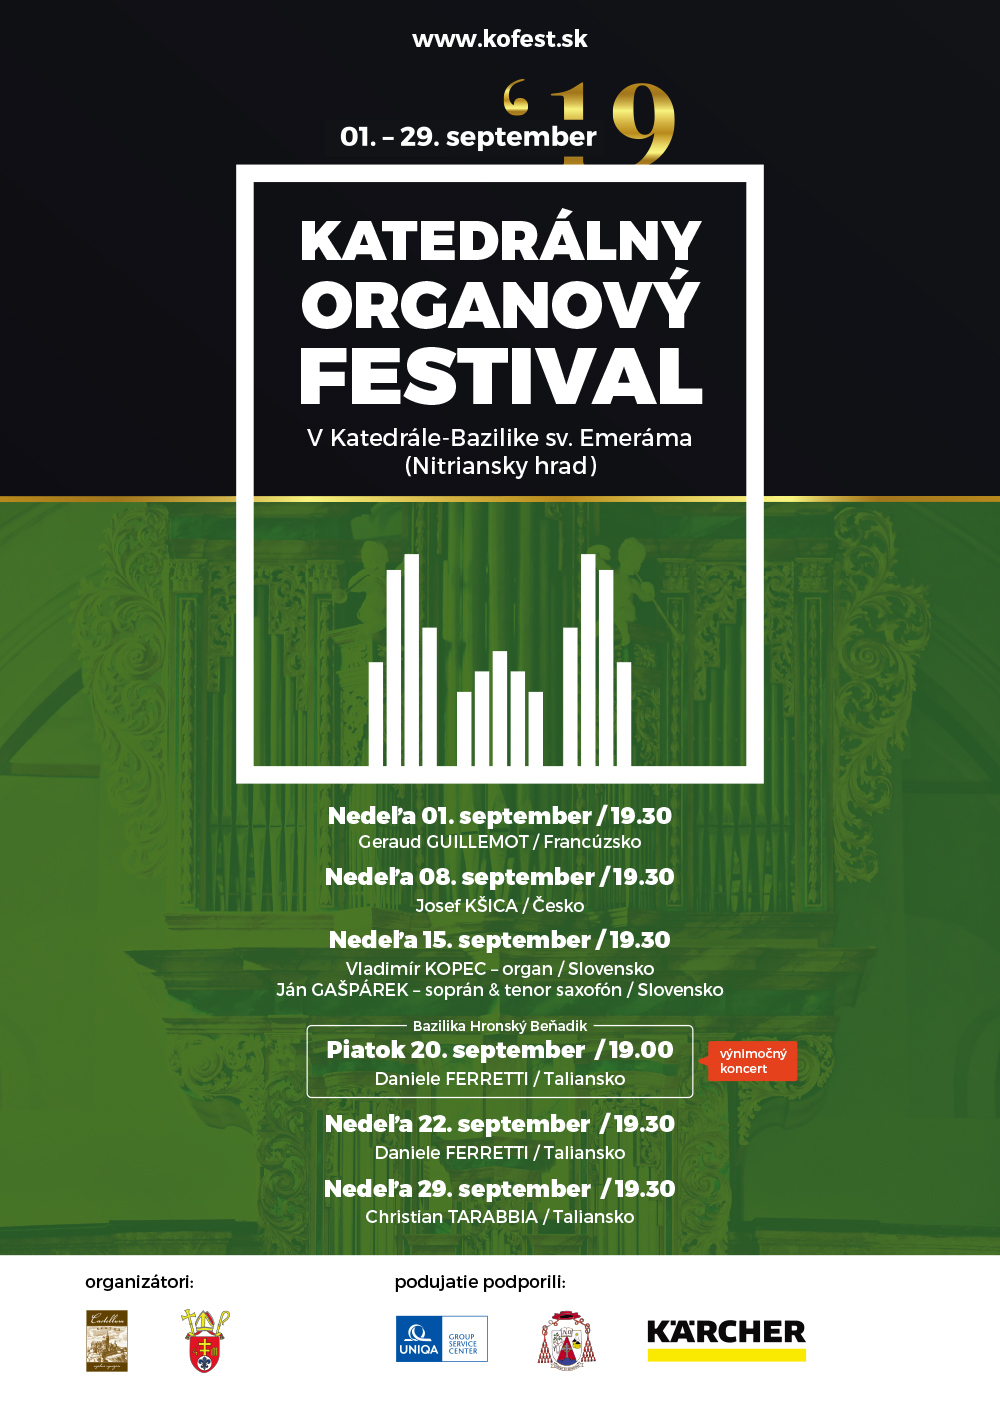 www.kofest.sk
‘19
01. – 29. september
KATEDRÁLNY
ORGANOVÝ
FESTIVAL
V Katedrále-Bazilike sv. Emeráma
(Nitriansky hrad)
Nedeľa 01. september / 19.30
Geraud GUILLEMOT / Francúzsko
Nedeľa 08. september / 19.30
Josef KŠICA / Česko
Nedeľa 15. september / 19.30
Vladimír KOPEC – organ / Slovensko
Ján GAŠPÁREK – soprán & tenor saxofón / Slovensko
Bazilika Hronský Beňadik
Piatok 20. september / 19.00
Daniele FERRETTI / Taliansko
výnimočný
koncert
Nedeľa 22. september / 19.30
Daniele FERRETTI / Taliansko
Nedeľa 29. september / 19.30
Christian TARABBIA / Taliansko
organizátori:
podujatie podporili:
Castellum
UNIQA
GROUP
SERVICE
CENTER
KÄRCHER